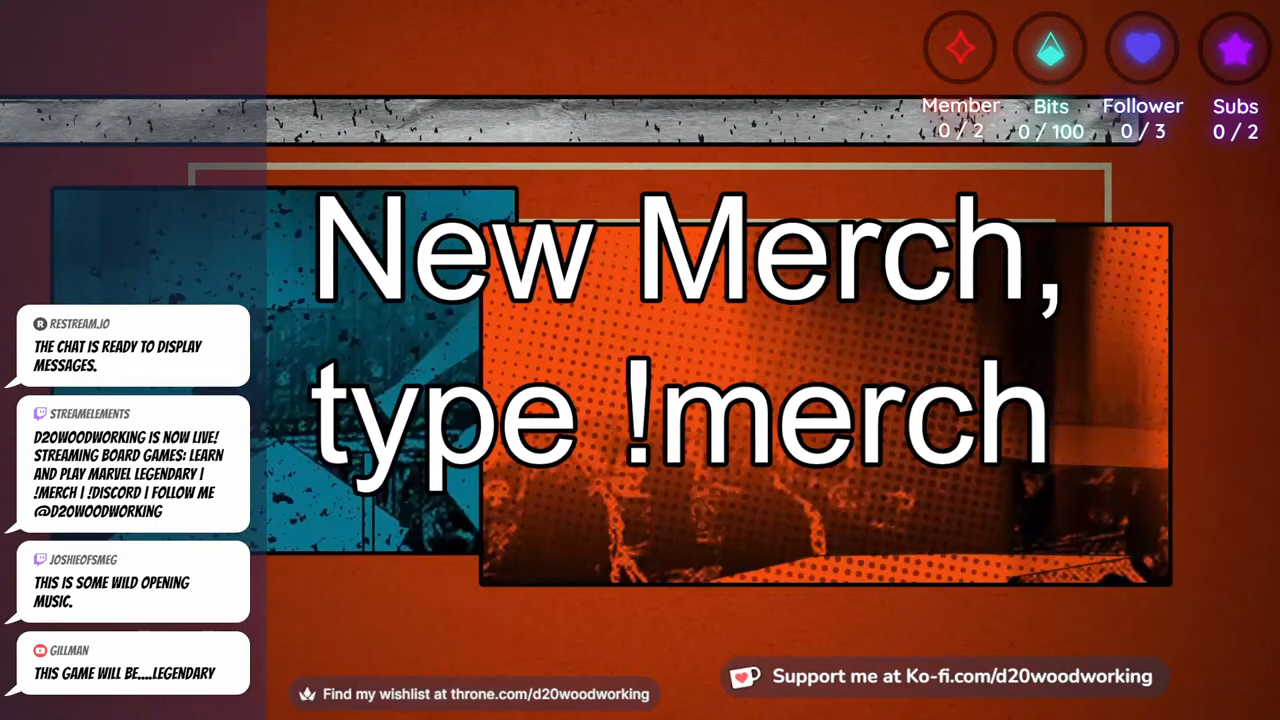 Member Bits Follower Subs
0 / 2 0 / 100 0 / 3 0 / 2
New Merch,
type !merch
RESTREAM.IO
THE CHAT IS READY TO DISPLAY
MESSAGES.
STREAMELEMENTS
D20WOODWORKING IS NOW LIVE!
STREAMING BOARD GAMES: LEARN
AND PLAY MARVEL LEGENDARY |
!MERCH | !DISCORD | FOLLOW ME
@D20WOODWORKING
JOSHIEOFSMEG
THIS IS SOME WILD OPENING
MUSIC.
GILLMAN
THIS GAME WILL BE....LEGENDARY
Find my wishlist at throne.com/d20woodworking
Support me at Ko-fi.com/d20woodworking